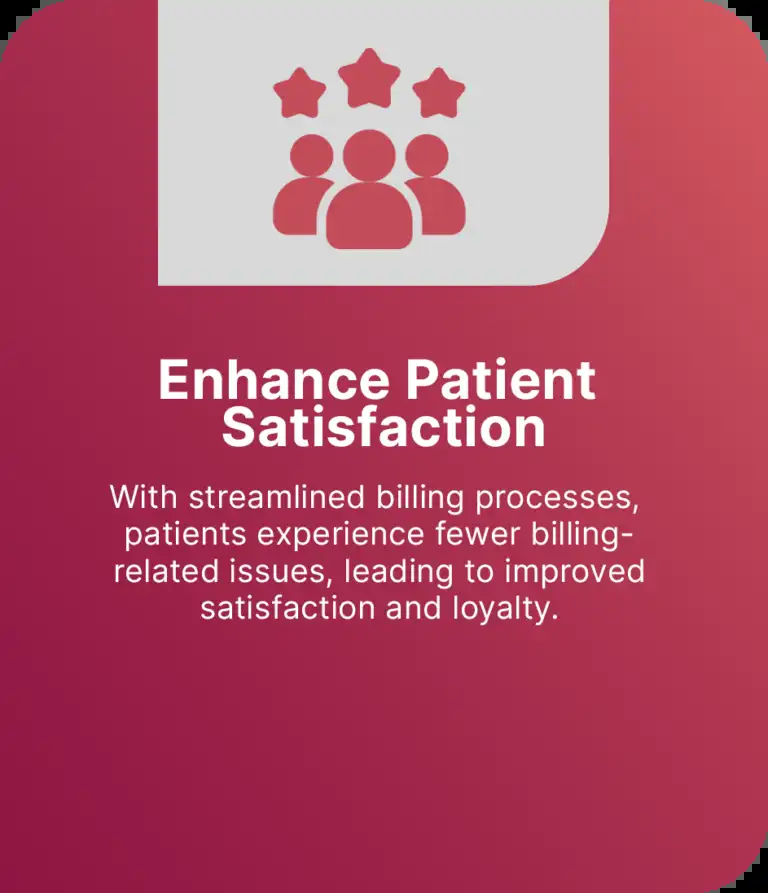 Enhance Patient
Satisfaction
With streamlined billing processes,
patients experience fewer billing-
related issues, leading to improved
satisfaction and loyalty.